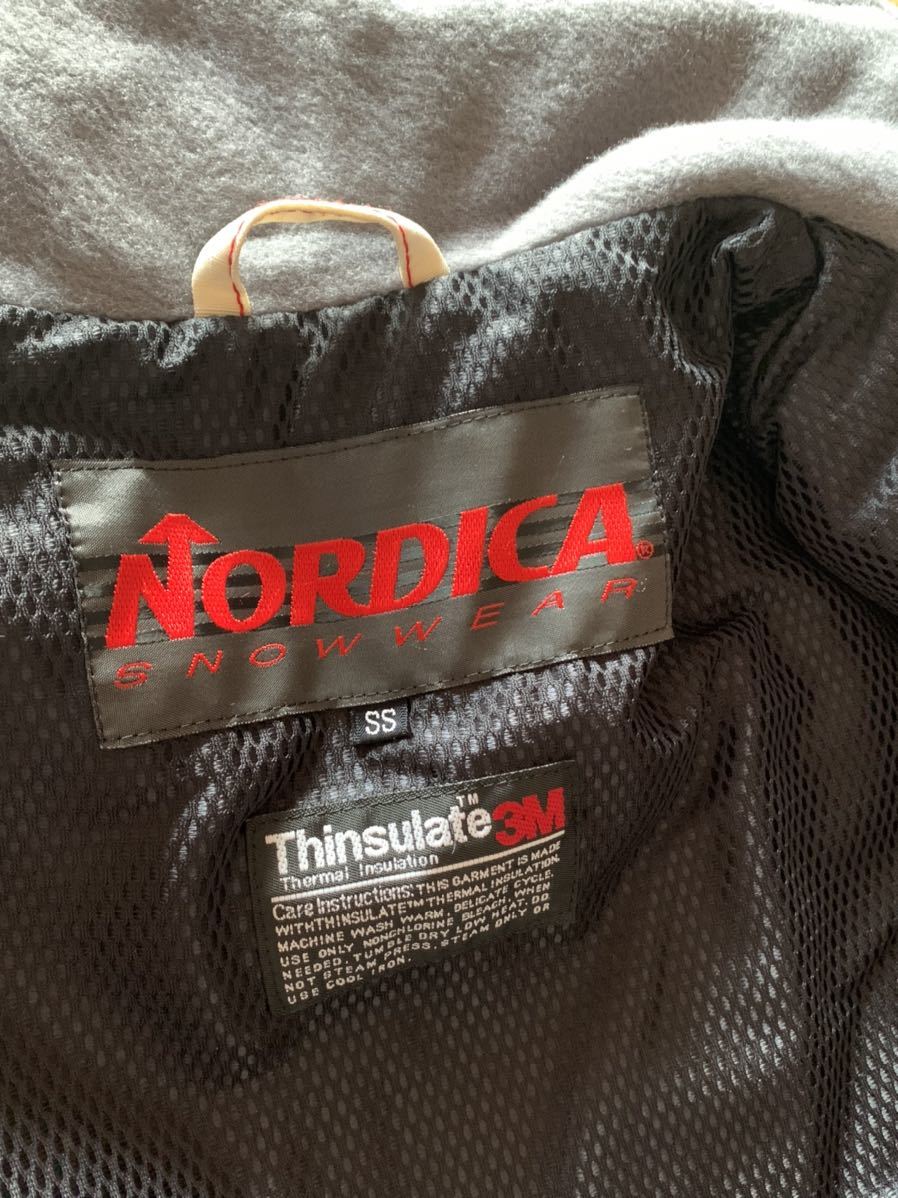 NORDICA®
SNOWWEAR
SS
Thinsulate™ 3M
Thermal Insulation
Care Instructions: THIS GARMENT IS MADE
WITH THINSULATE™ THERMAL INSULATION.
MACHINE WASH WARM, DELICATE CYCLE.
USE ONLY NONCHLORINE BLEACH WHEN
NEEDED. TUMBLE DRY LOW HEAT. DO
NOT STEAM PRESS. STEAM ONLY OR
USE COOL IRON.